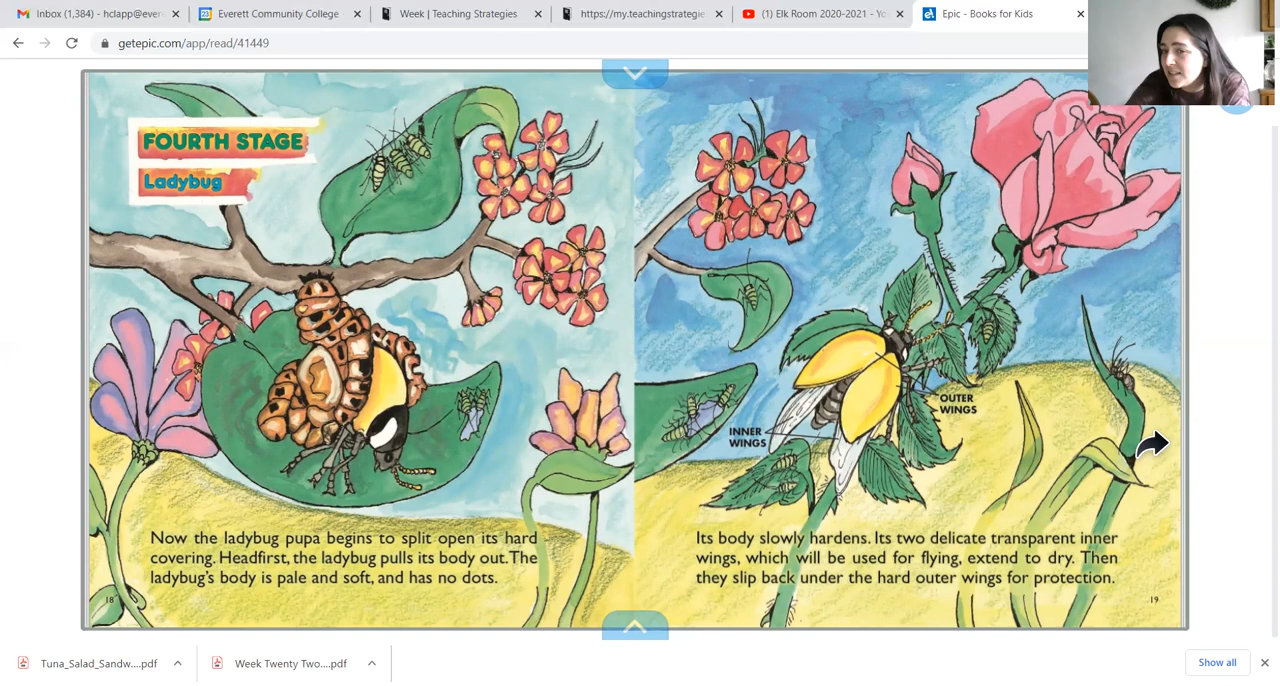 Inbox (1,384) - hclapp@ever
Everett Community College
Week | Teaching Strategies
https://my.teachingstrategie
(1) Elk Room 2020-2021 - Yo
Epic - Books for Kids
getepic.com/app/read/41449
FOURTH STAGE
Ladybug
OUTER
WINGS
INNER
WINGS
Now the ladybug pupa begins to split open its hard
covering. Headfirst, the ladybug pulls its body out. The
ladybug's body is pale and soft, and has no dots.
18
Its body slowly hardens. Its two delicate transparent inner
wings, which will be used for flying, extend to dry. Then
they slip back under the hard outer wings for protection.
19
Tuna_Salad_Sandw....pdf
Week Twenty Two....pdf
Show all